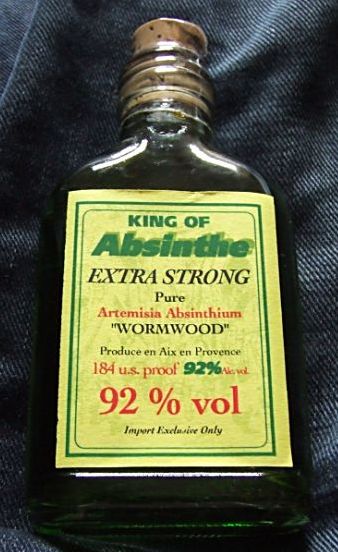 KING OF
Absinthe
EXTRA STRONG
Pure
Artemisia Absinthium
"WORMWOOD"
Produce en Aix en Provence
184 u.s. proof 92% Alc. vol.
92 % vol
Import Exclusive Only